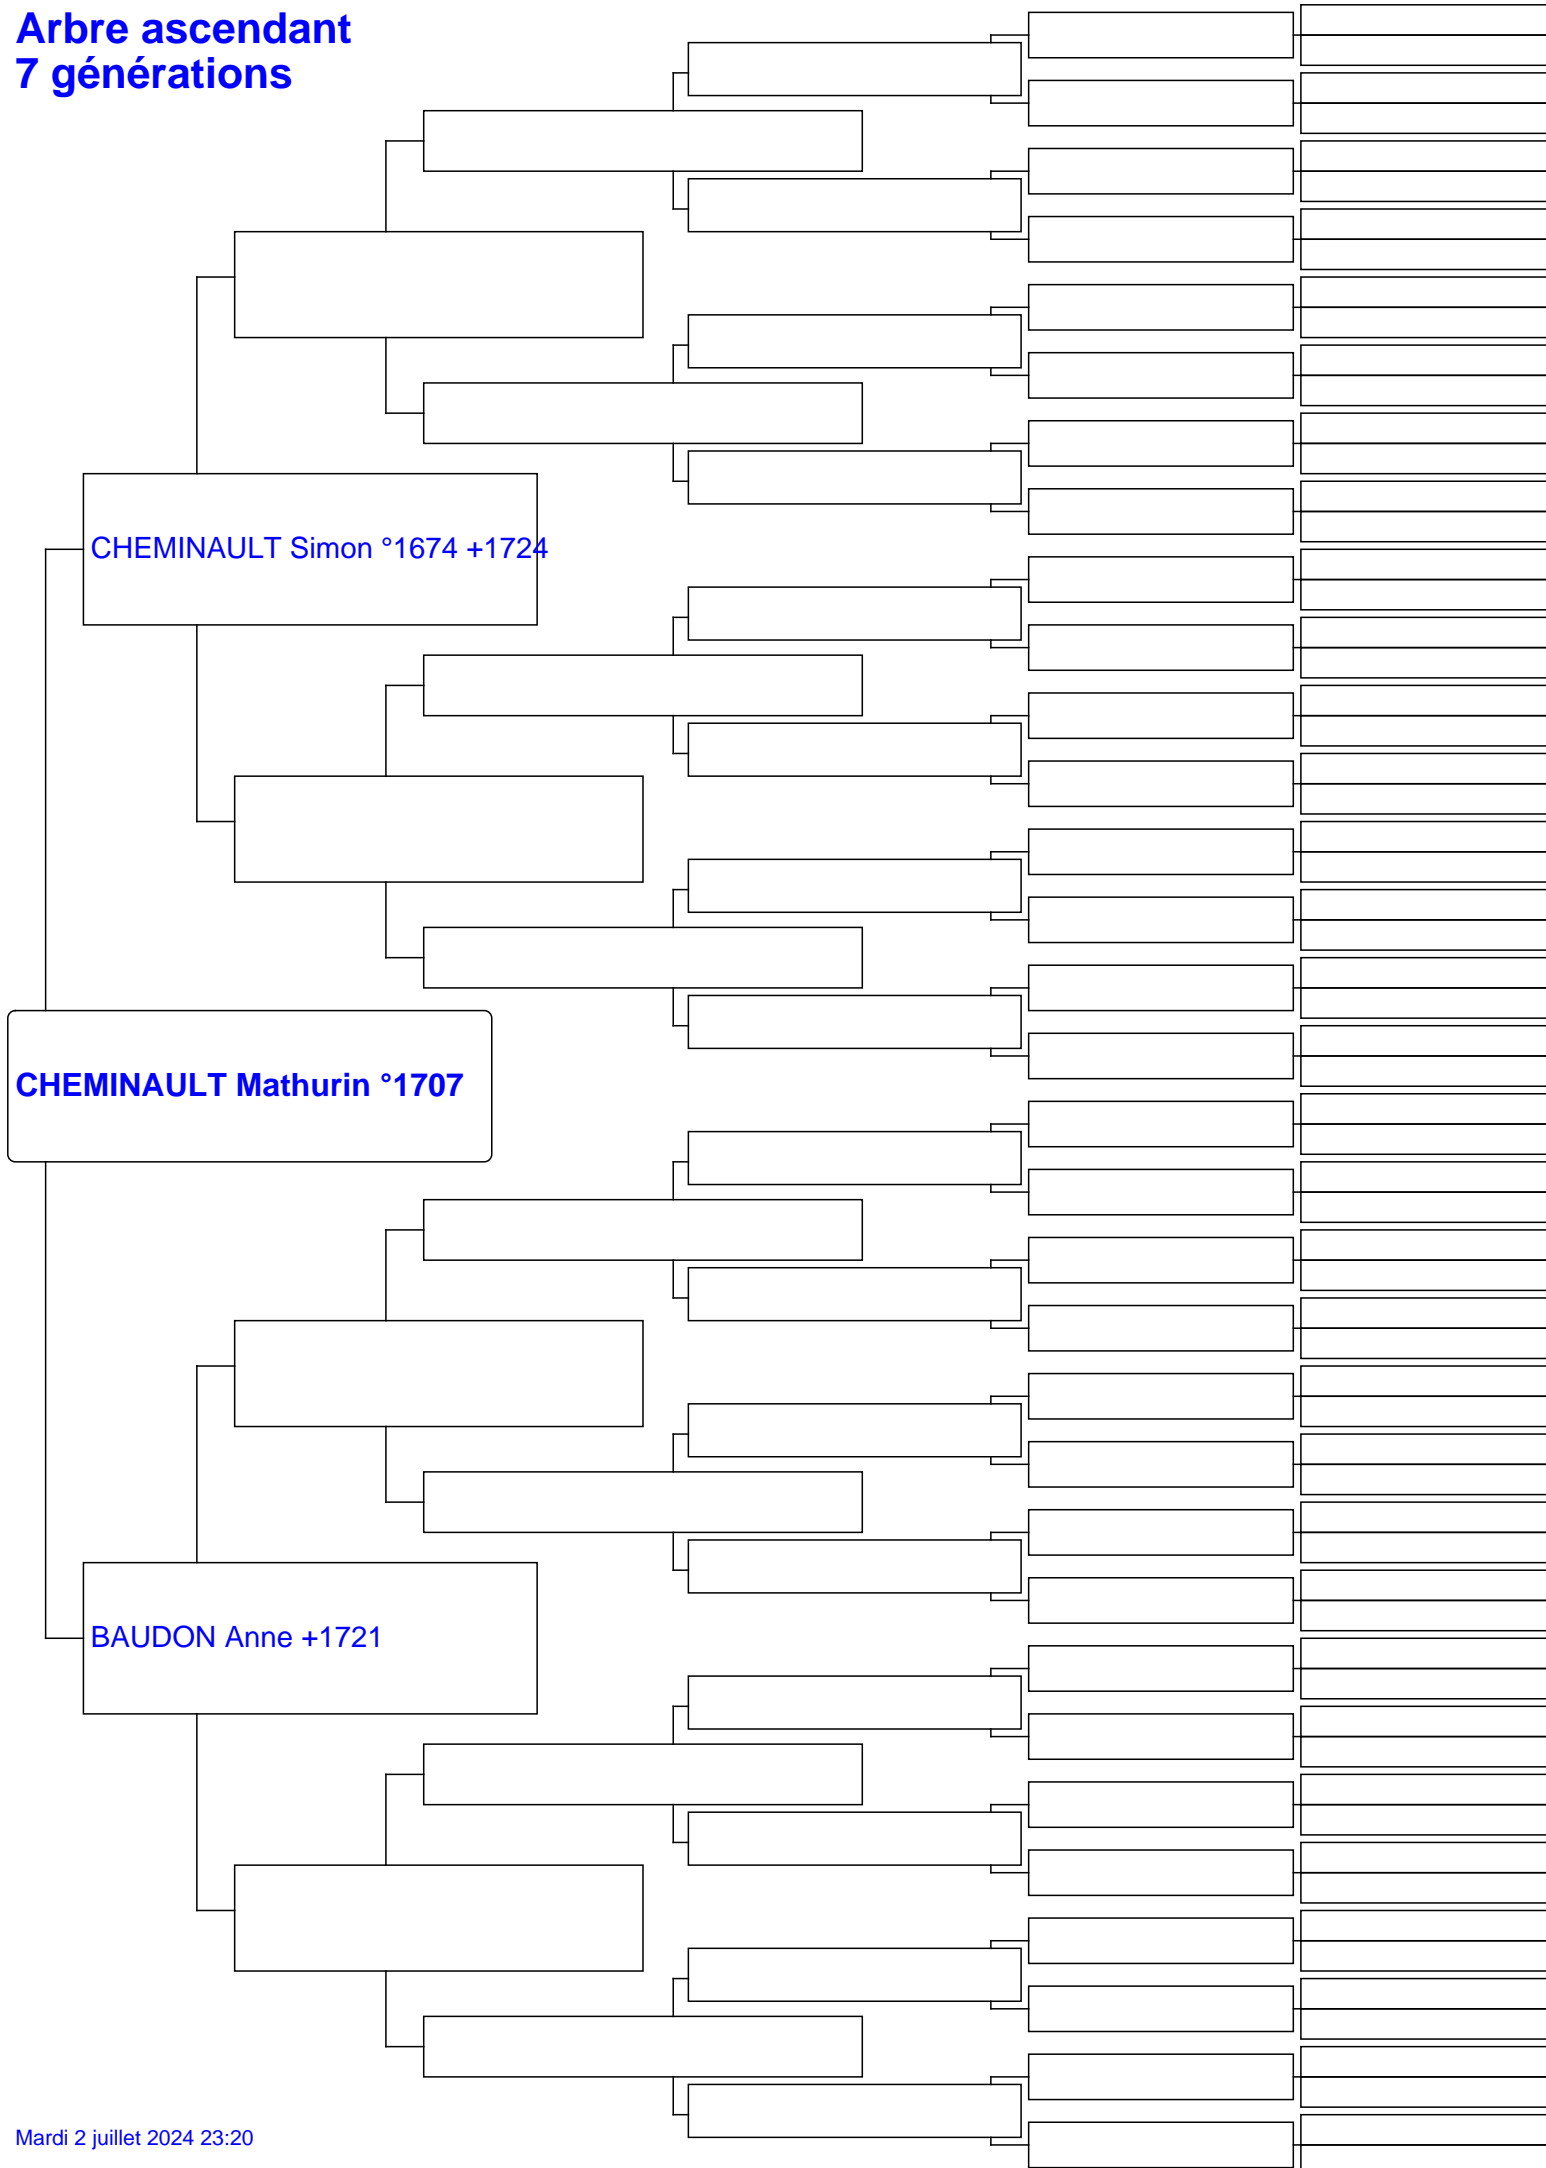 Arbre ascendant
7 générations
CHEMINAULT Simon °1674 +1724
CHEMINAULT Mathurin °1707
BAUDON Anne +1721
Mardi 2 juillet 2024 23:20